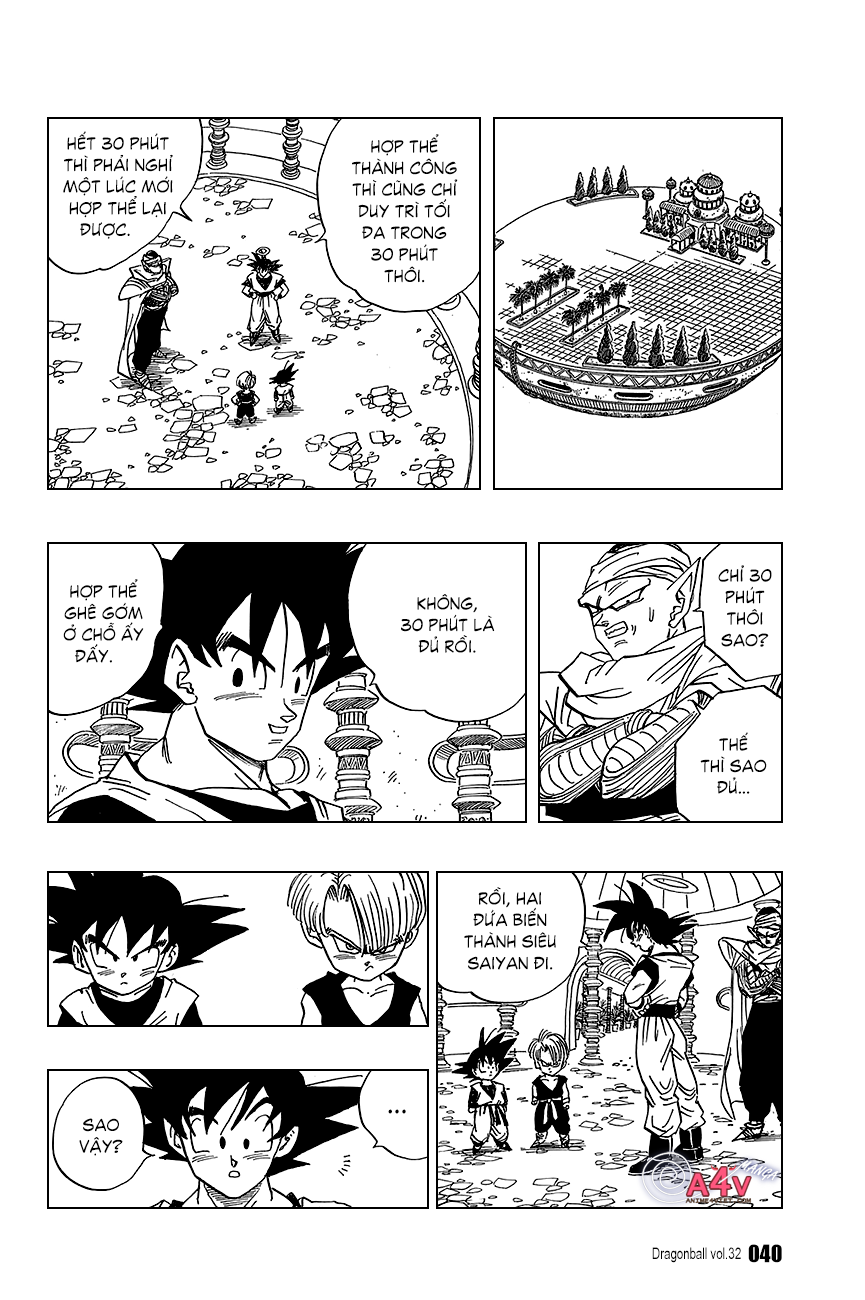 HỢP THỂ
THÀNH CÔNG
THÌ CŨNG CHỈ
DUY TRÌ TỐI
ĐA TRONG
30 PHÚT
THÔI.
HẾT 30 PHÚT
THÌ PHẢI NGHỈ
MỘT LÚC MỚI
HỢP THỂ LẠI
ĐƯỢC.
CHỈ 30
PHÚT
THÔI
SAO?
THẾ
THÌ SAO
ĐỦ...
KHÔNG,
30 PHÚT LÀ
ĐỦ RỒI.
HỢP THỂ
GHÊ GỚM
Ở CHỖ ẤY
ĐẤY.
RỒI, HAI
ĐỨA BIẾN
THÀNH SIÊU
SAIYAN ĐI.
...
SAO
VẬY?
A4V
Dragonball vol.32 040